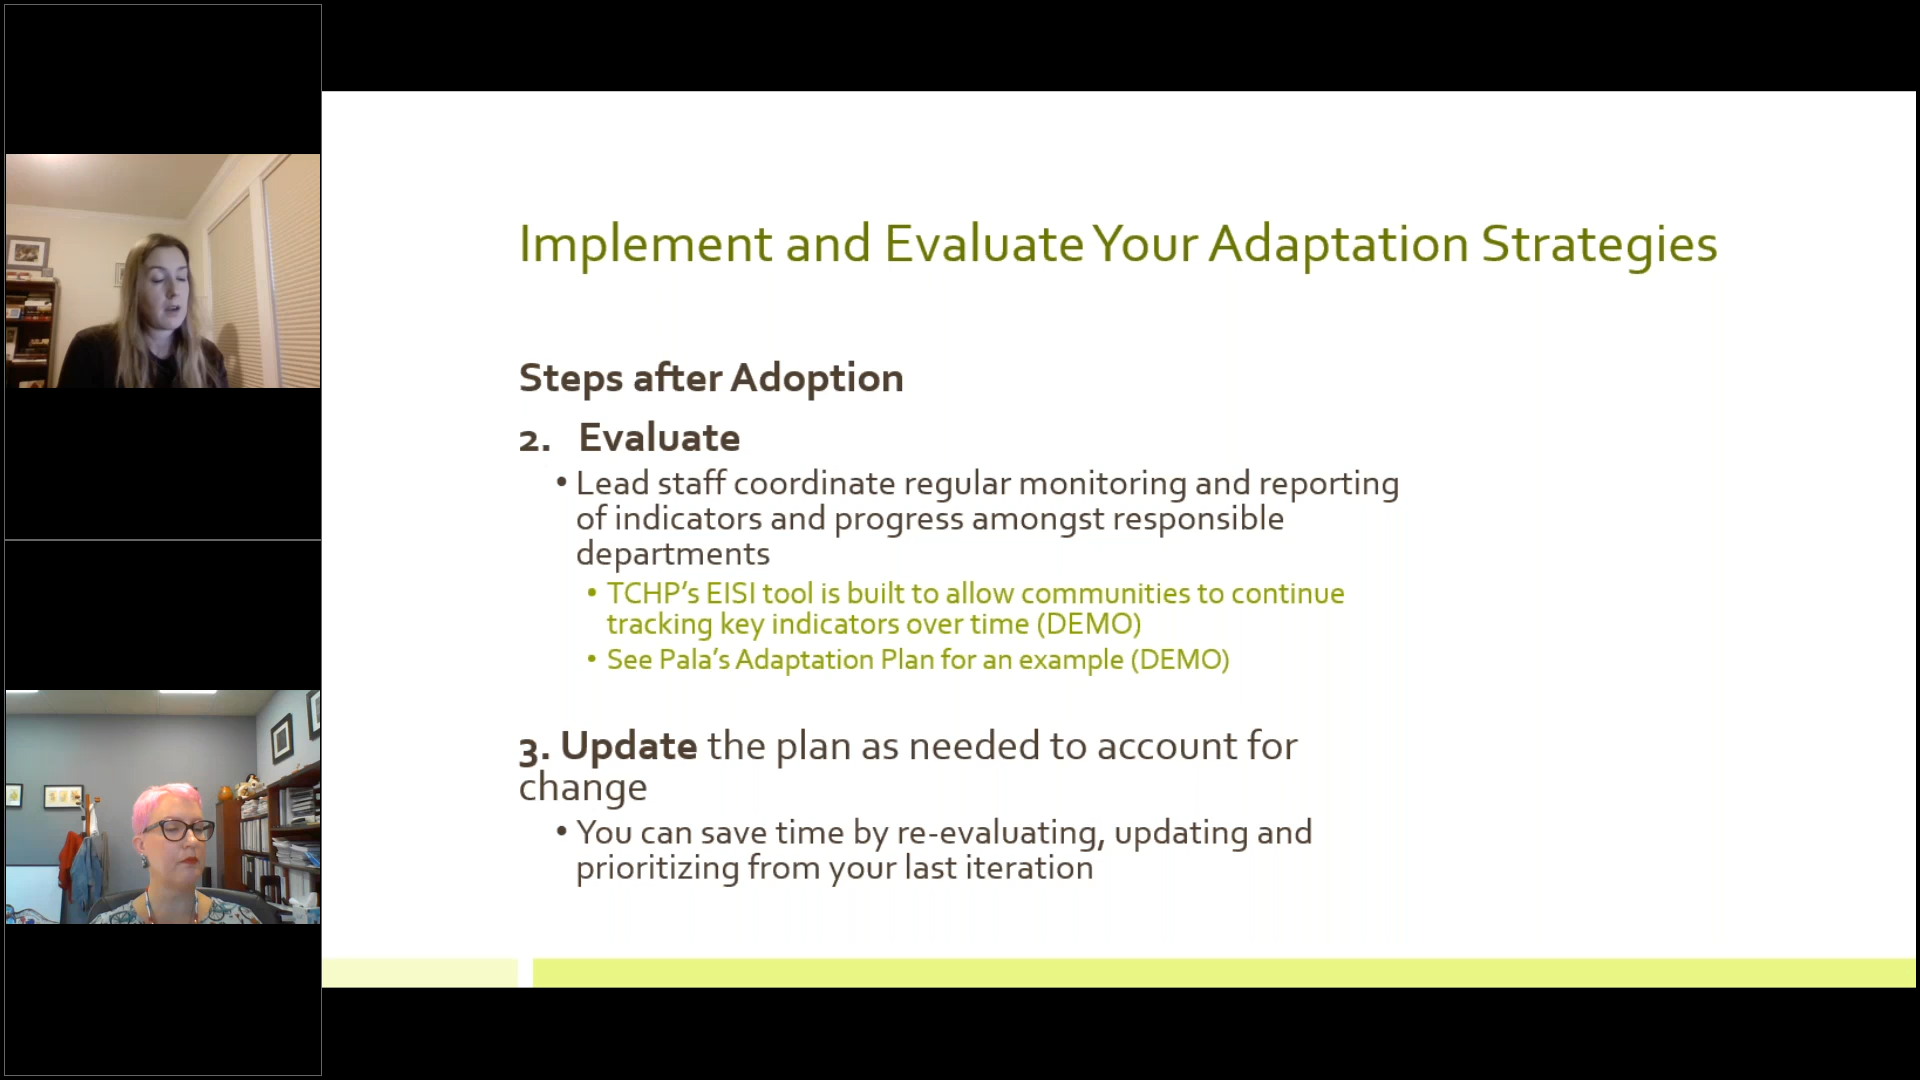 Implement and Evaluate Your Adaptation Strategies
Steps after Adoption
2. Evaluate
• Lead staff coordinate regular monitoring and reporting
of indicators and progress amongst responsible
departments
• TCHP’s EISI tool is built to allow communities to continue
tracking key indicators over time (DEMO)
• See Pala’s Adaptation Plan for an example (DEMO)
3. Update the plan as needed to account for
change
• You can save time by re-evaluating, updating and
prioritizing from your last iteration